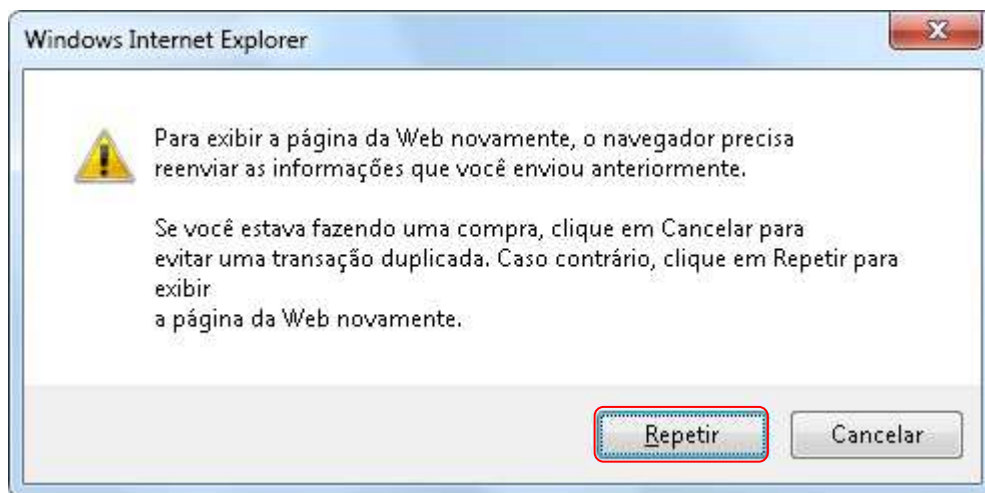 Windows Internet Explorer
Para exibir a página da Web novamente, o navegador precisa
reenviar as informações que você enviou anteriormente.
Se você estava fazendo uma compra, clique em Cancelar para
evitar uma transação duplicada. Caso contrário, clique em Repetir para
exibir
a página da Web novamente.
Repetir
Cancelar